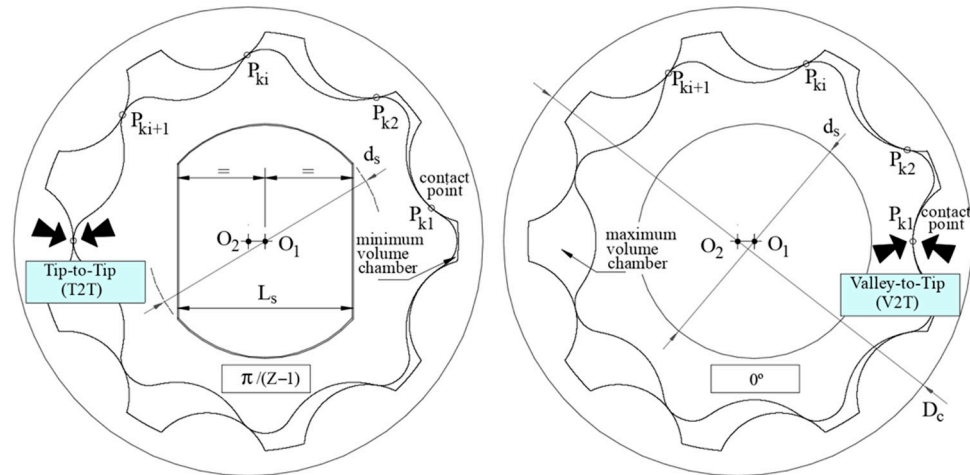 P_ki
P_ki+1
P_k2
d_s
=
=
contact
point
P_k1
minimum
volume
chamber
O_2
O_1
Tip-to-Tip
(T2T)
L_s
π/(Z−1)
P_ki+1
P_ki
d_s
P_k2
P_k1
contact
point
maximum
volume
chamber
O_2
O_1
Valley-to-Tip
(V2T)
0º
D_c